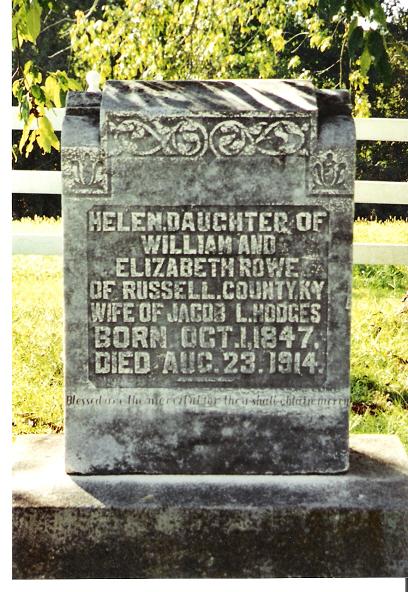 HELEN.DAUGHTER OF
WILLIAM AND
ELIZABETH ROWE
OF RUSSELL.COUNTY.KY
WIFE OF JACOB L.HODGES
BORN OCT.1,1847.
DIED AUG.23.1914.
Blessed are the merciful for they shall obtain mercy